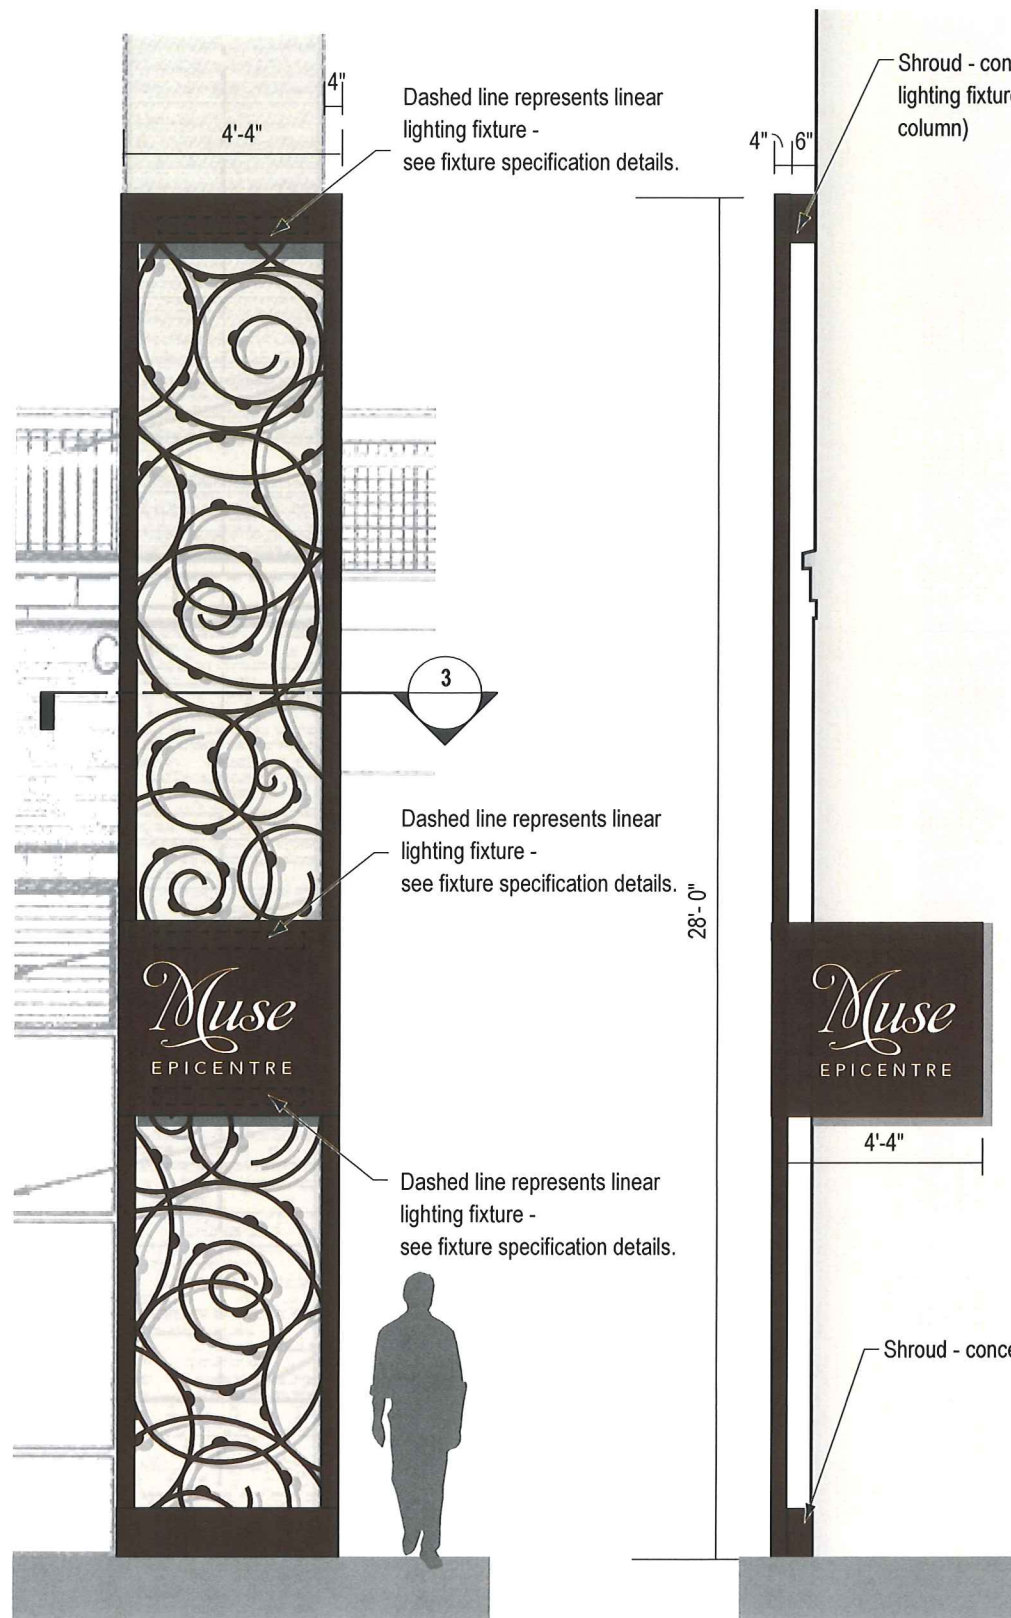 4"
4'-4"
Dashed line represents linear
lighting fixture -
see fixture specification details.
Shroud - con
lighting fixture
column)
4"
6"
3
Dashed line represents linear
lighting fixture -
see fixture specification details.
28'- 0"
Muse
EPICENTRE
Muse
EPICENTRE
4'-4"
Dashed line represents linear
lighting fixture -
see fixture specification details.
Shroud - conce